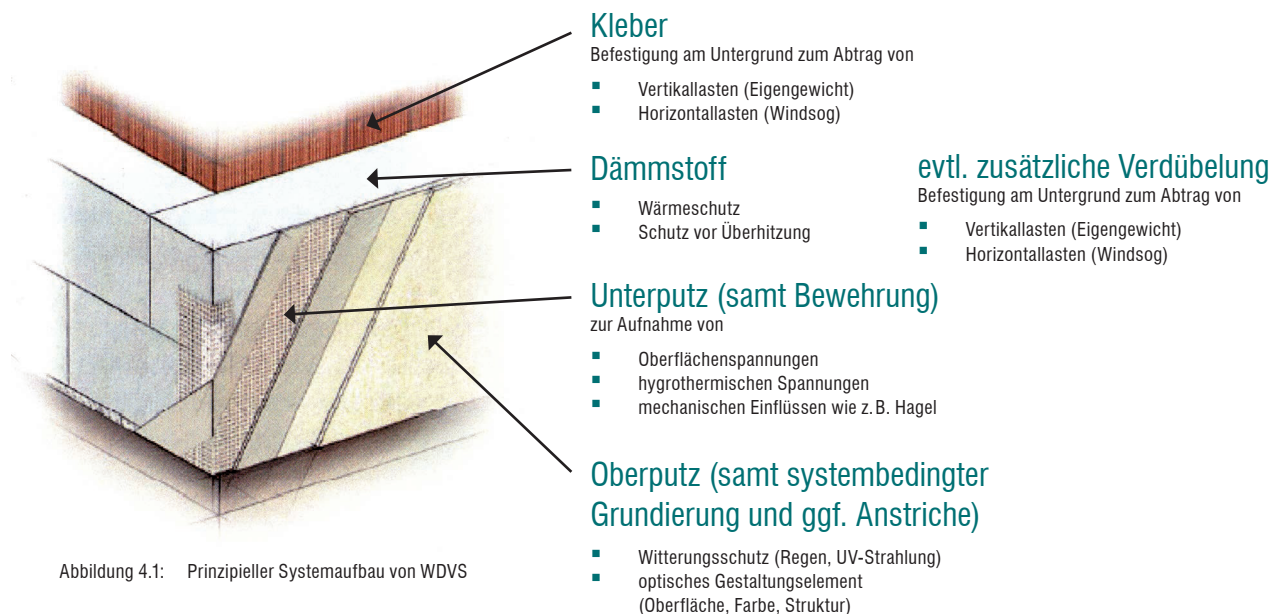 Kleber
Befestigung am Untergrund zum Abtrag von
▪ Vertikallasten (Eigengewicht)
▪ Horizontallasten (Windsog)
Dämmstoff
▪ Wärmeschutz
▪ Schutz vor Überhitzung
evtl. zusätzliche Verdübelung
Befestigung am Untergrund zum Abtrag von
▪ Vertikallasten (Eigengewicht)
▪ Horizontallasten (Windsog)
Unterputz (samt Bewehrung)
zur Aufnahme von
▪ Oberflächenspannungen
▪ hygrothermischen Spannungen
▪ mechanischen Einflüssen wie z.B. Hagel
Oberputz (samt systembedingter
Grundierung und ggf. Anstriche)
▪ Witterungsschutz (Regen, UV-Strahlung)
▪ optisches Gestaltungselement
(Oberfläche, Farbe, Struktur)
Abbildung 4.1: Prinzipieller Systemaufbau von WDVS